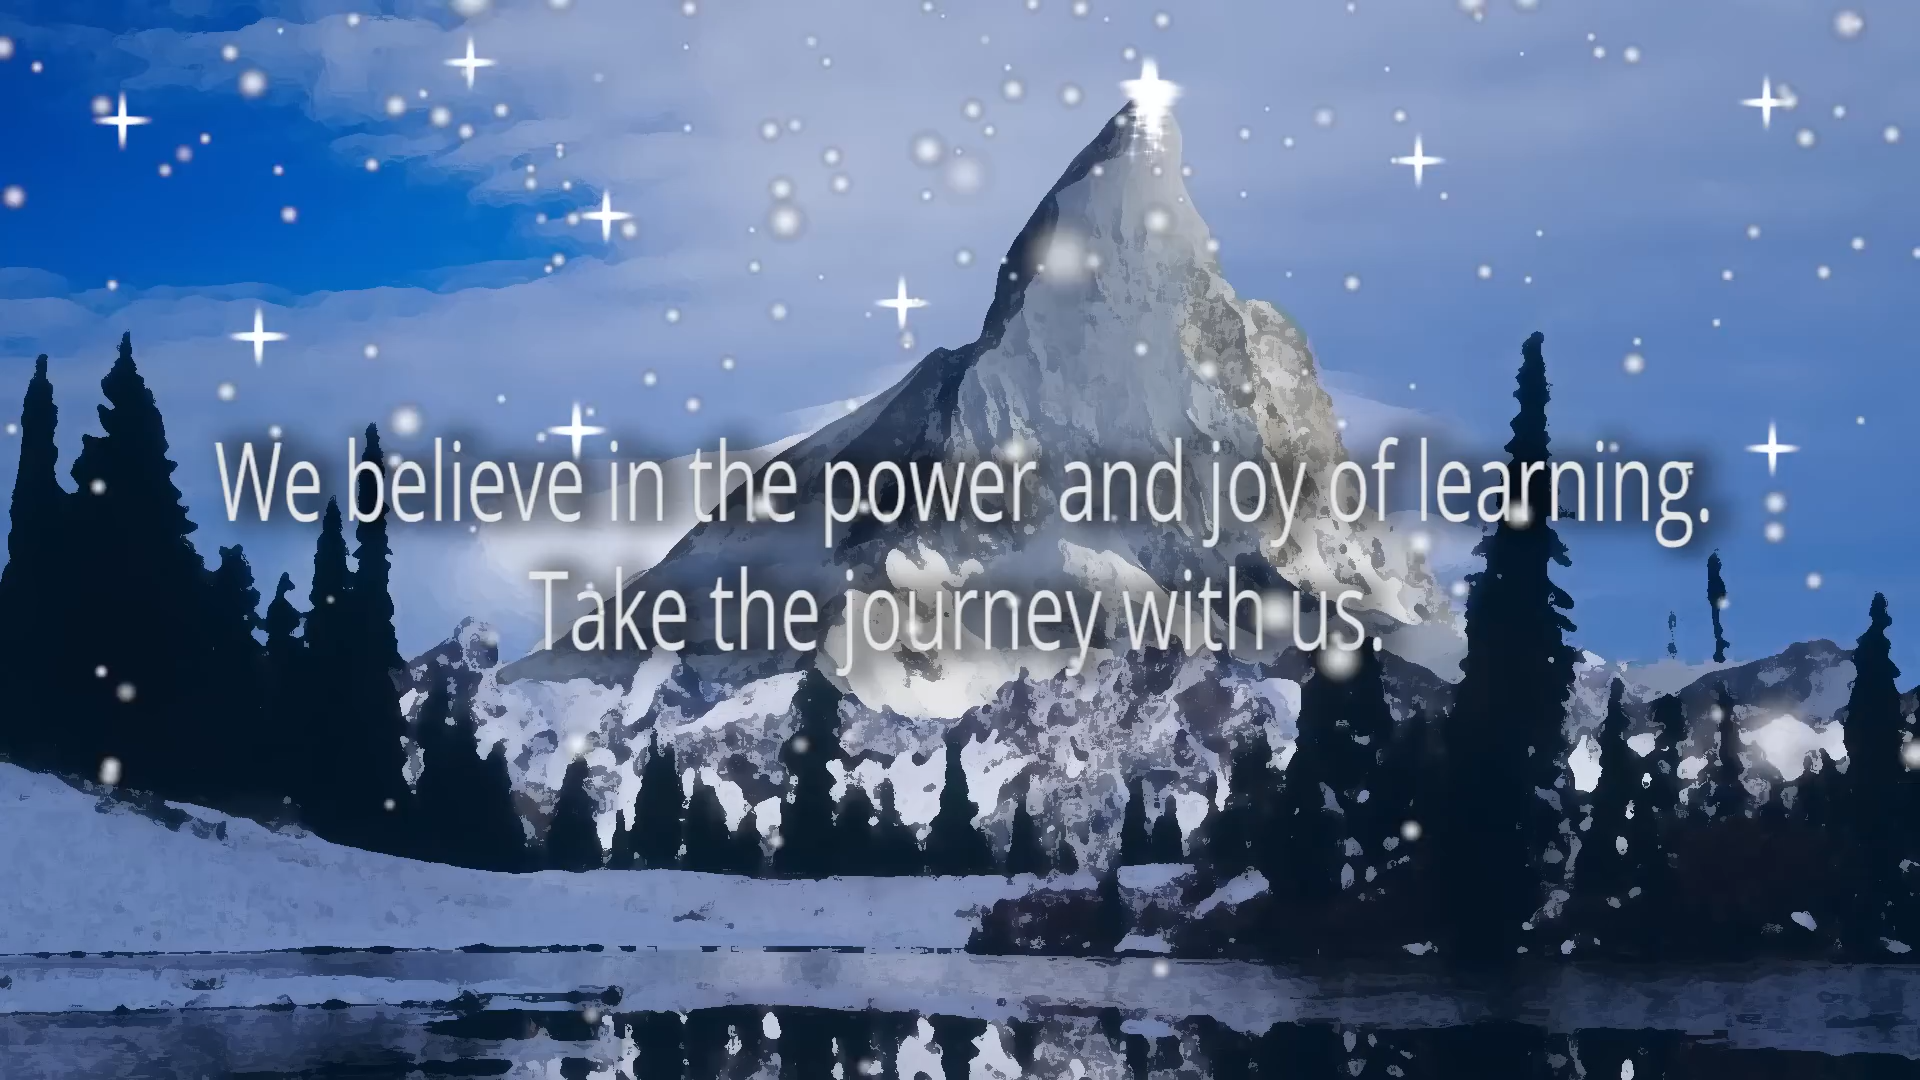 We believe in the power and joy of learning.
Take the journey with us.